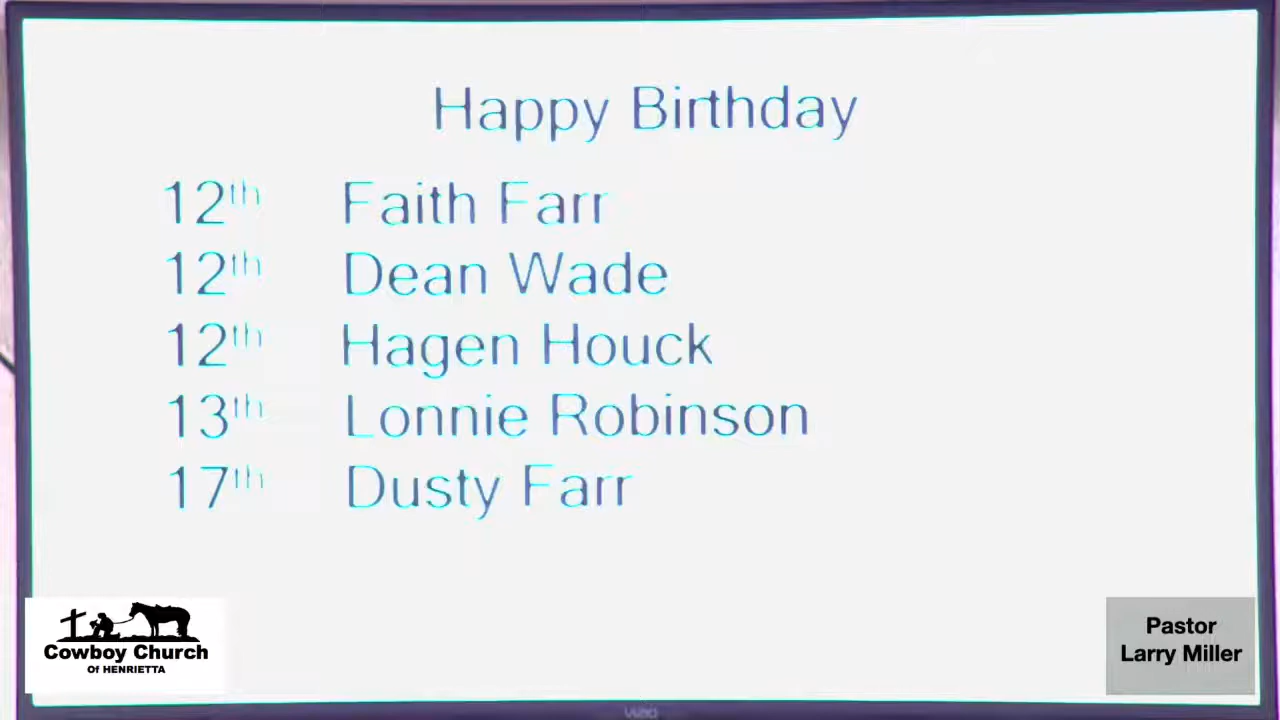 Happy Birthday
12th Faith Farr
12th Dean Wade
12th Hagen Houck
13th Lonnie Robinson
17th Dusty Farr
Cowboy Church
OF HENRIETTA
Pastor
Larry Miller
VIZIO